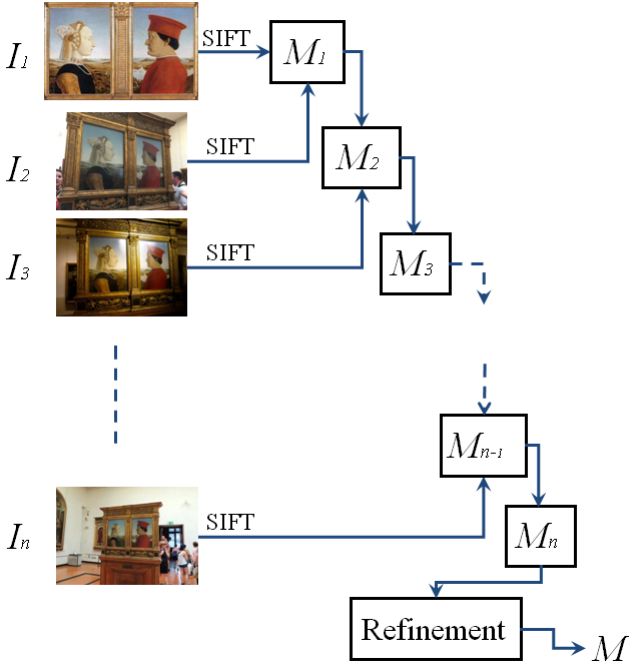 I1
SIFT
M1
I2
SIFT
M2
I3
SIFT
M3
Mn-1
In
SIFT
Mn
Refinement
M